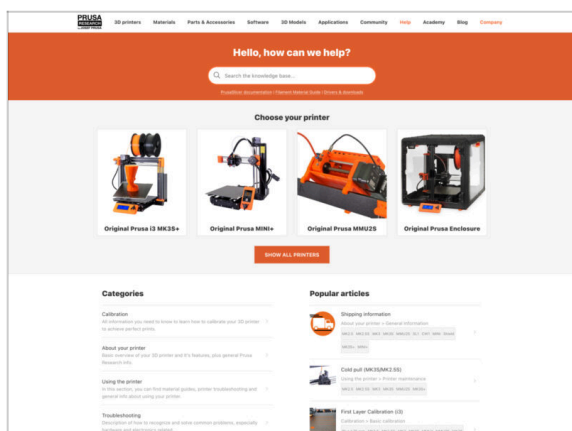 PRUSA
RESEARCH
by JOSEF PRUSA
3D printers Materials Parts & Accessories Software 3D Models Applications Community Help Academy Blog Company
Hello, how can we help?
Search the knowledge base...
PrusaSlicer documentation | Filament Material Guide | Drivers & downloads
Choose your printer
Original Prusa i3 MK3S+
Original Prusa MINI+
Original Prusa MMU2S
Original Prusa Enclosure
SHOW ALL PRINTERS
Categories
Calibration
All information you need to know to learn how to calibrate your 3D printer
to achieve perfect prints.
About your printer
Basic overview of your 3D printer and it's features, plus general Prusa
Research info.
Using the printer
In this section, you can find material guides, printer troubleshooting and
general info about using your printer.
Troubleshooting
Description of how to recognize and solve common problems, especially
hardware and electronics related.
Popular articles
Shipping information
About your printer > General information
Cold pull (MK3S/MK2.5S)
Using the printer > Printer maintenance
First Layer Calibration (i3)
Calibration > Basic calibration